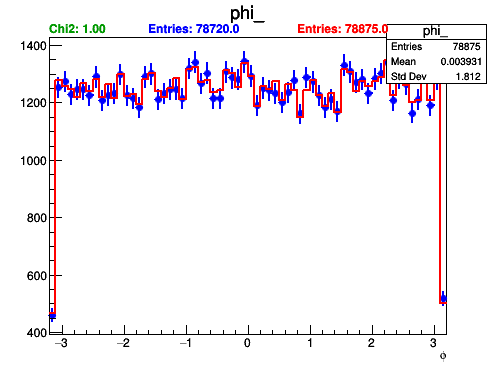 phi_
Chi2: 1.00 Entries: 78720.0 Entries: 78875.0
phi_
Entries 78875
Mean 0.003931
Std Dev 1.812
1400
1200
1000
800
600
400
−3 −2 −1 0 1 2 3
ϕ